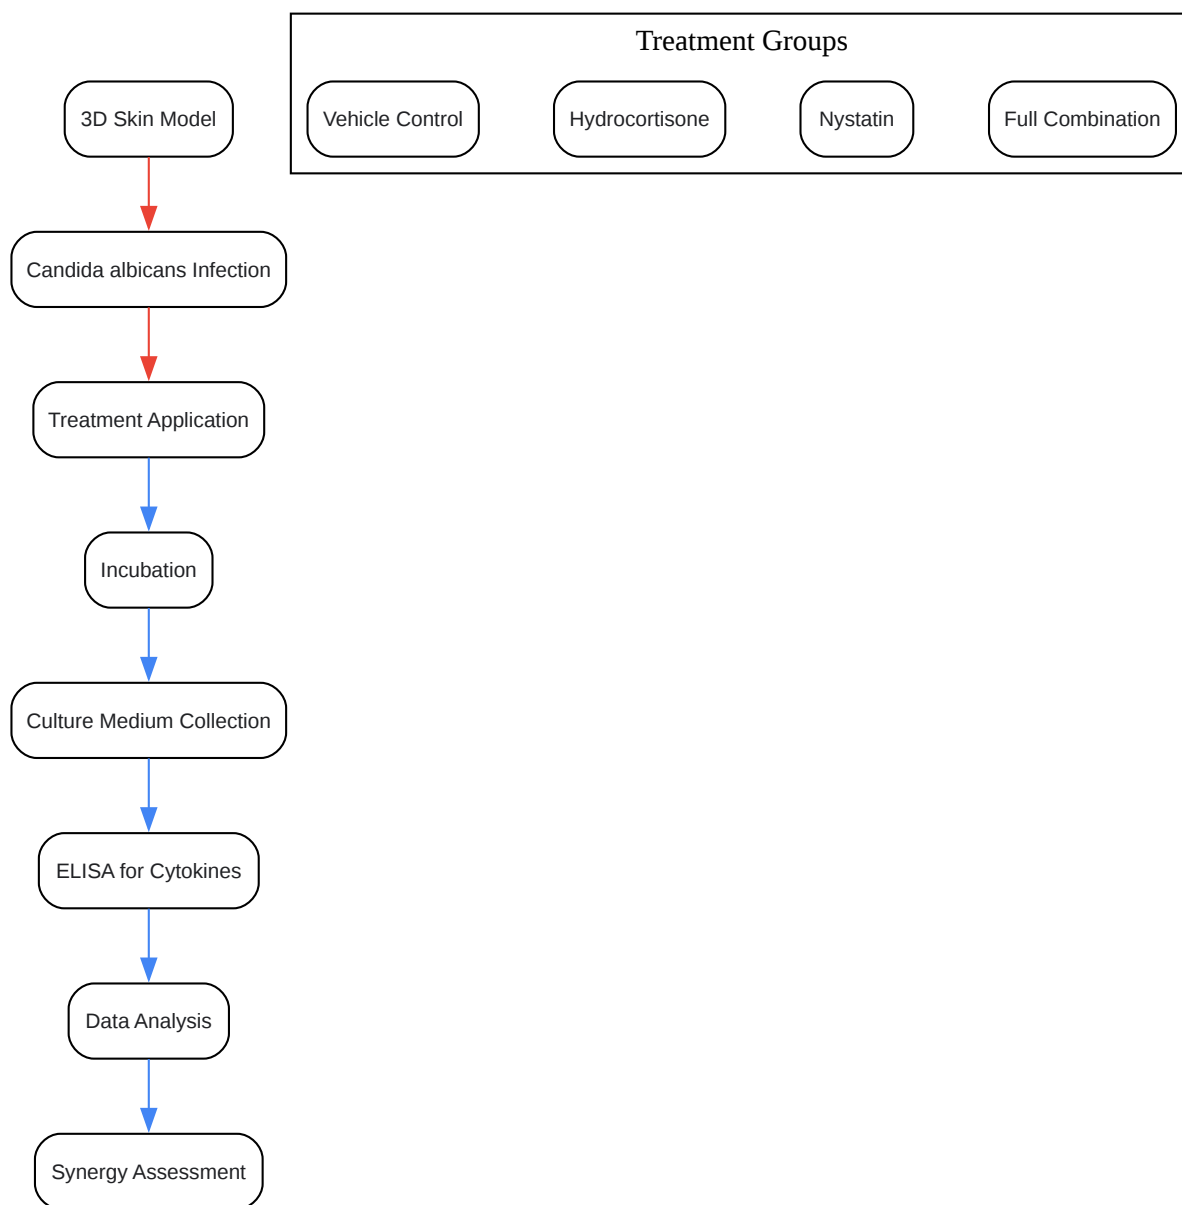 Treatment Groups
3D Skin Model
Vehicle Control
Hydrocortisone
Nystatin
Full Combination
Candida albicans Infection
Treatment Application
Incubation
Culture Medium Collection
ELISA for Cytokines
Data Analysis
Synergy Assessment